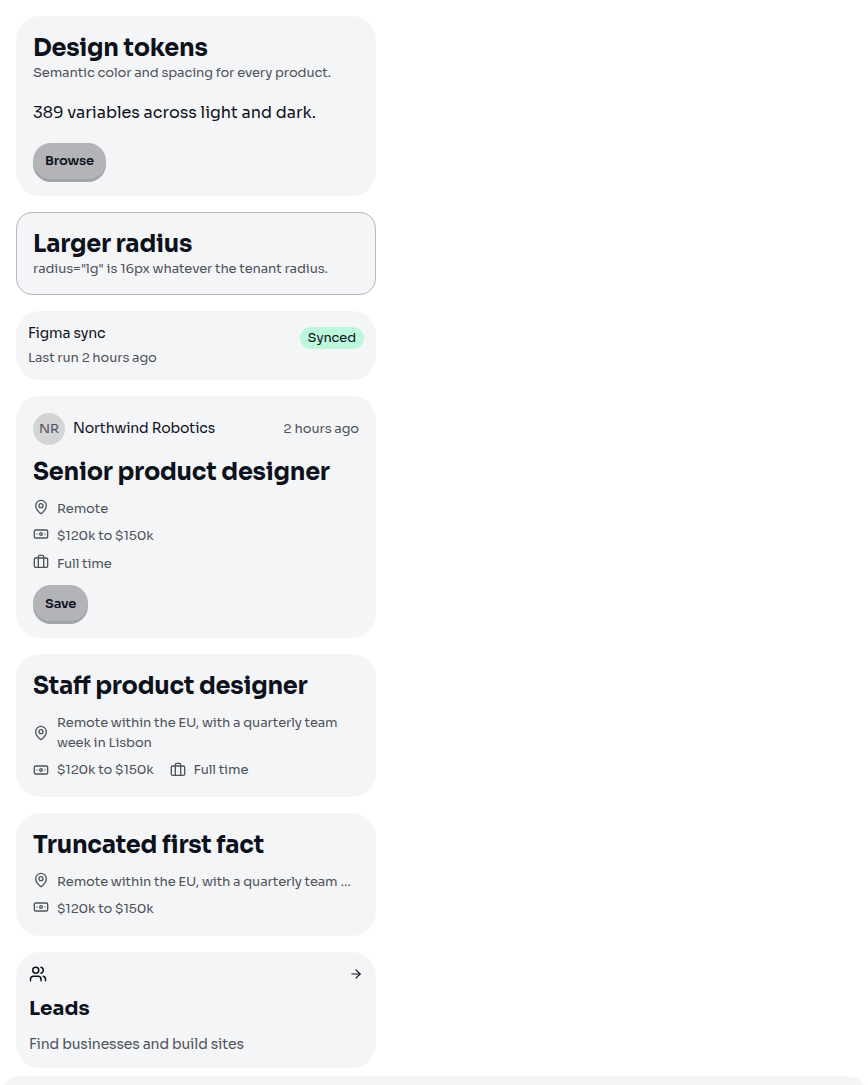 Design tokens
Semantic color and spacing for every product.
389 variables across light and dark.
Browse
Larger radius
radius="lg" is 16px whatever the tenant radius.
Figma sync
Synced
Last run 2 hours ago
NR
Northwind Robotics
2 hours ago
Senior product designer
Remote
$120k to $150k
Full time
Save
Staff product designer
Remote within the EU, with a quarterly team
week in Lisbon
$120k to $150k
Full time
Truncated first fact
Remote within the EU, with a quarterly team ...
$120k to $150k
Leads
Find businesses and build sites